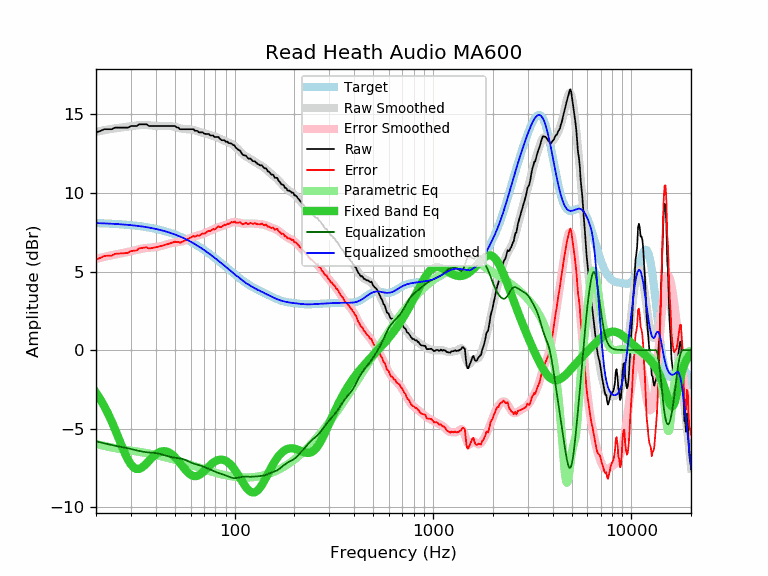 Read Heath Audio MA600
Target
Raw Smoothed
Error Smoothed
Raw
Error
Parametric Eq
Fixed Band Eq
Equalization
Equalized smoothed
Amplitude (dBr)
15
10
5
0
−5
−10
100
1000
10000
Frequency (Hz)